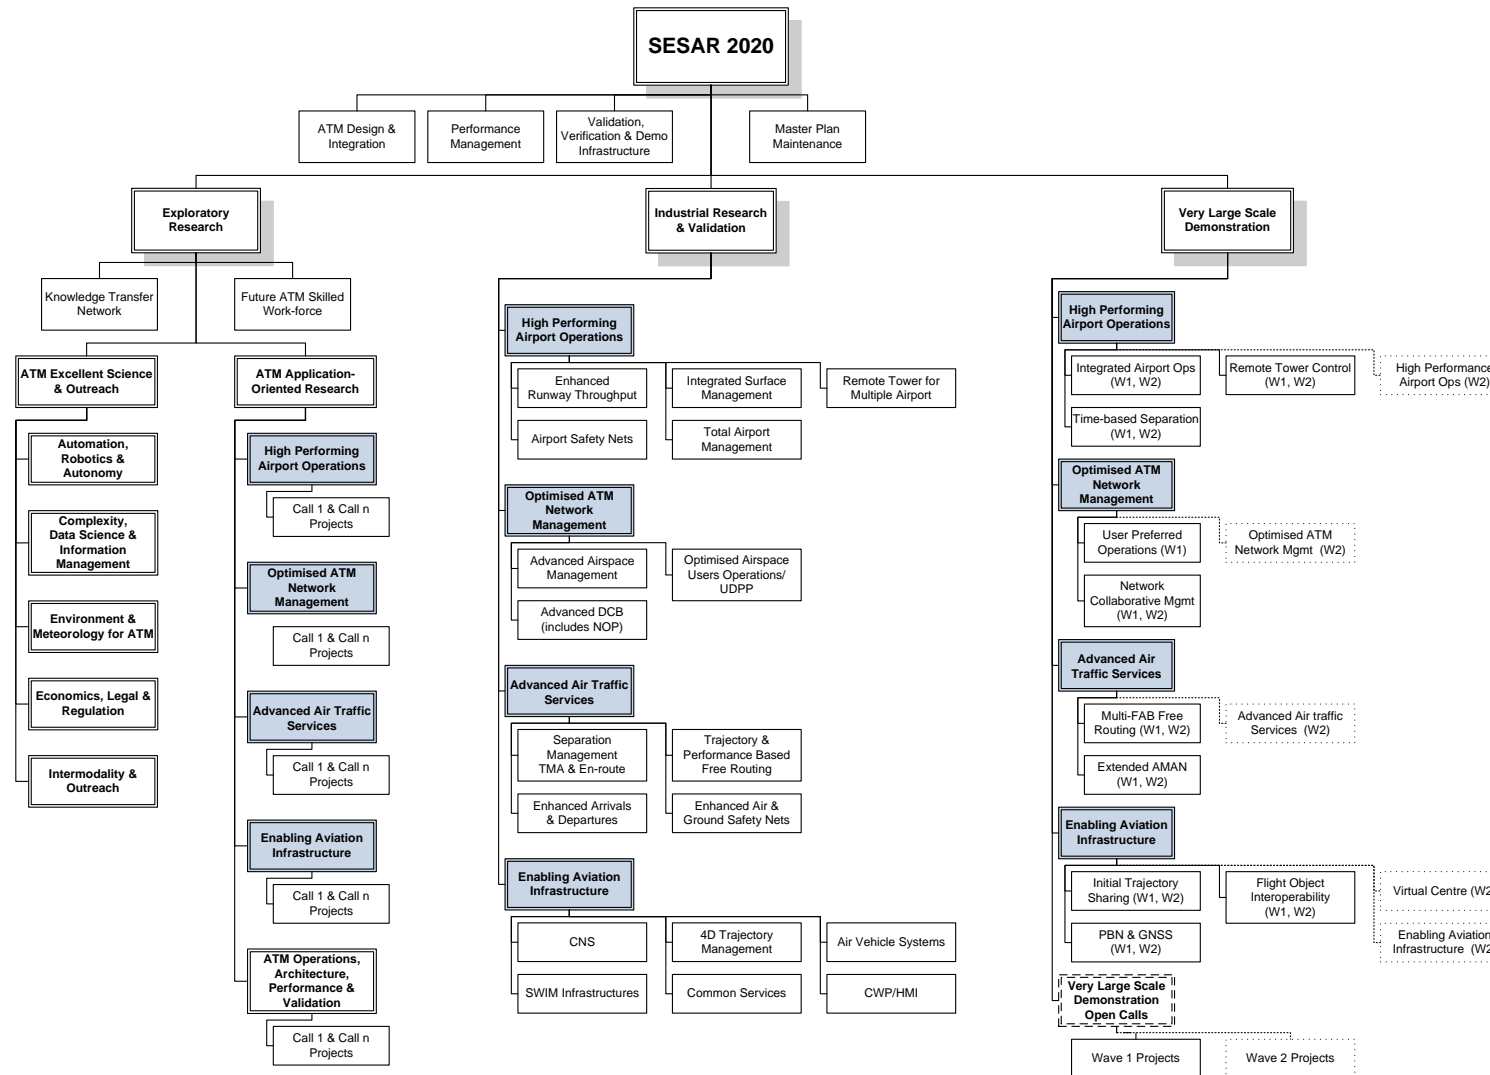 SESAR 2020
ATM Design &
Integration
Performance
Management
Validation,
Verification & Demo
Infrastructure
Master Plan
Maintenance
Exploratory
Research
Industrial Research
& Validation
Very Large Scale
Demonstration
Knowledge Transfer
Network
Future ATM Skilled
Work-force
ATM Excellent Science
& Outreach
ATM Application-
Oriented Research
Automation,
Robotics &
Autonomy
Complexity,
Data Science &
Information
Management
Environment &
Meteorology for ATM
Economics, Legal &
Regulation
Intermodality &
Outreach
High Performing
Airport Operations
Call 1 & Call n
Projects
Optimised ATM
Network
Management
Call 1 & Call n
Projects
Advanced Air Traffic
Services
Call 1 & Call n
Projects
Enabling Aviation
Infrastructure
Call 1 & Call n
Projects
ATM Operations,
Architecture,
Performance &
Validation
Call 1 & Call n
Projects
High Performing
Airport Operations
Enhanced
Runway Throughput
Integrated Surface
Management
Remote Tower for
Multiple Airport
Airport Safety Nets
Total Airport
Management
Optimised ATM
Network
Management
Advanced Airspace
Management
Optimised Airspace
Users Operations/
UDPP
Advanced DCB
(includes NOP)
Advanced Air Traffic
Services
Separation
Management
TMA & En-route
Trajectory &
Performance Based
Free Routing
Enhanced Arrivals
& Departures
Enhanced Air &
Ground Safety Nets
Enabling Aviation
Infrastructure
CNS
4D Trajectory
Management
Air Vehicle Systems
SWIM Infrastructures
Common Services
CWP/HMI
High Performing
Airport Operations
Integrated Airport Ops
(W1, W2)
Remote Tower Control
(W1, W2)
High Performance
Airport Ops (W2)
Time-based Separation
(W1, W2)
Optimised ATM
Network
Management
User Preferred
Operations (W1)
Optimised ATM
Network Mgmt (W2)
Network
Collaborative Mgmt
(W1, W2)
Advanced Air
Traffic Services
Multi-FAB Free
Routing (W1, W2)
Advanced Air traffic
Services (W2)
Extended AMAN
(W1, W2)
Enabling Aviation
Infrastructure
Initial Trajectory
Sharing (W1, W2)
Flight Object
Interoperability
(W1, W2)
Virtual Centre (W2
PBN & GNSS
(W1, W2)
Enabling Aviation
Infrastructure (W2
Very Large Scale
Demonstration
Open Calls
Wave 1 Projects
Wave 2 Projects